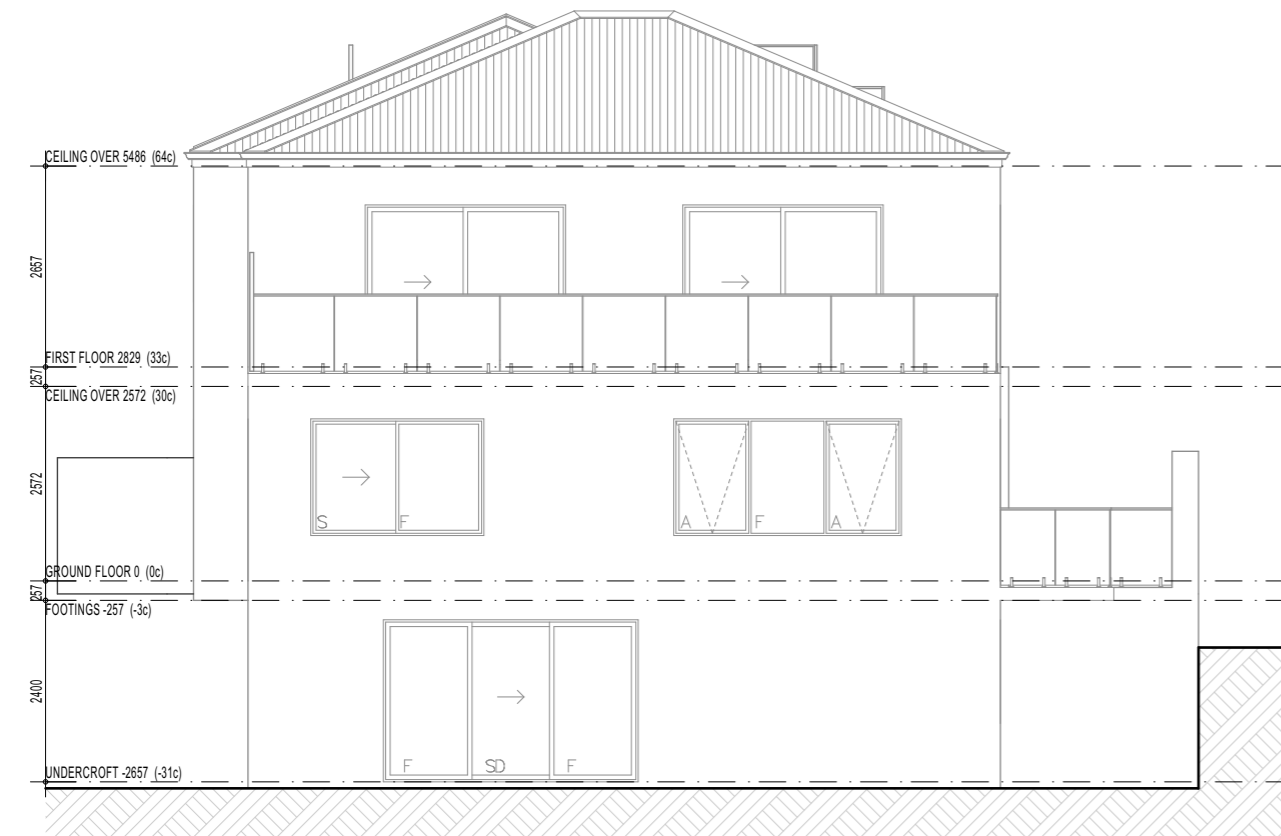 CEILING OVER 5486 (64c)
2657
FIRST FLOOR 2829 (33c)
257
CEILING OVER 2572 (30c)
2572
S F
A F A
GROUND FLOOR 0 (0c)
257
FOOTINGS -257 (-3c)
2400
F SD F
UNDERCROFT -2657 (-31c)